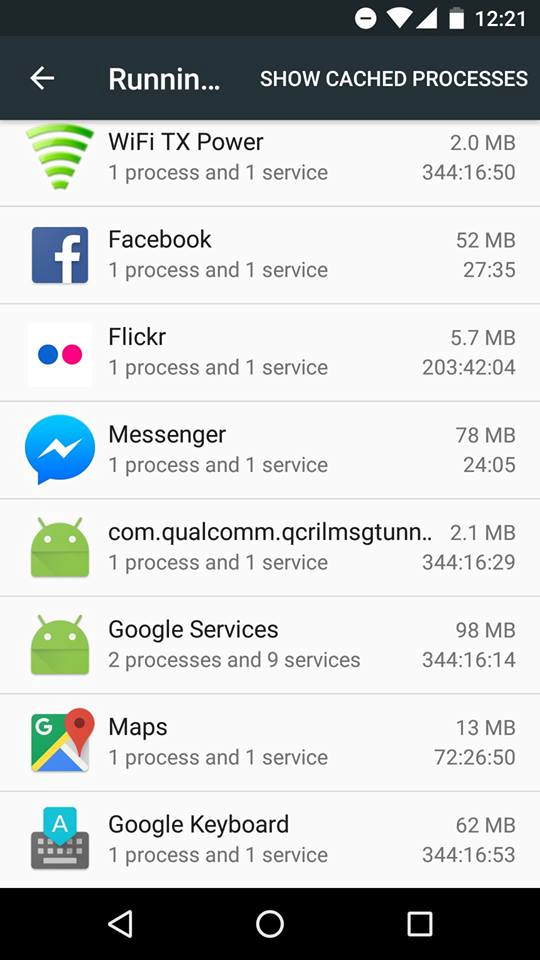 12:21
Runnin... SHOW CACHED PROCESSES
WiFi TX Power 2.0 MB
1 process and 1 service 344:16:50
Facebook 52 MB
1 process and 1 service 27:35
Flickr 5.7 MB
1 process and 1 service 203:42:04
Messenger 78 MB
1 process and 1 service 24:05
com.qualcomm.qcrilmsgtunn.. 2.1 MB
1 process and 1 service 344:16:29
Google Services 98 MB
2 processes and 9 services 344:16:14
G
Maps 13 MB
1 process and 1 service 72:26:50
A
Google Keyboard 62 MB
1 process and 1 service 344:16:53